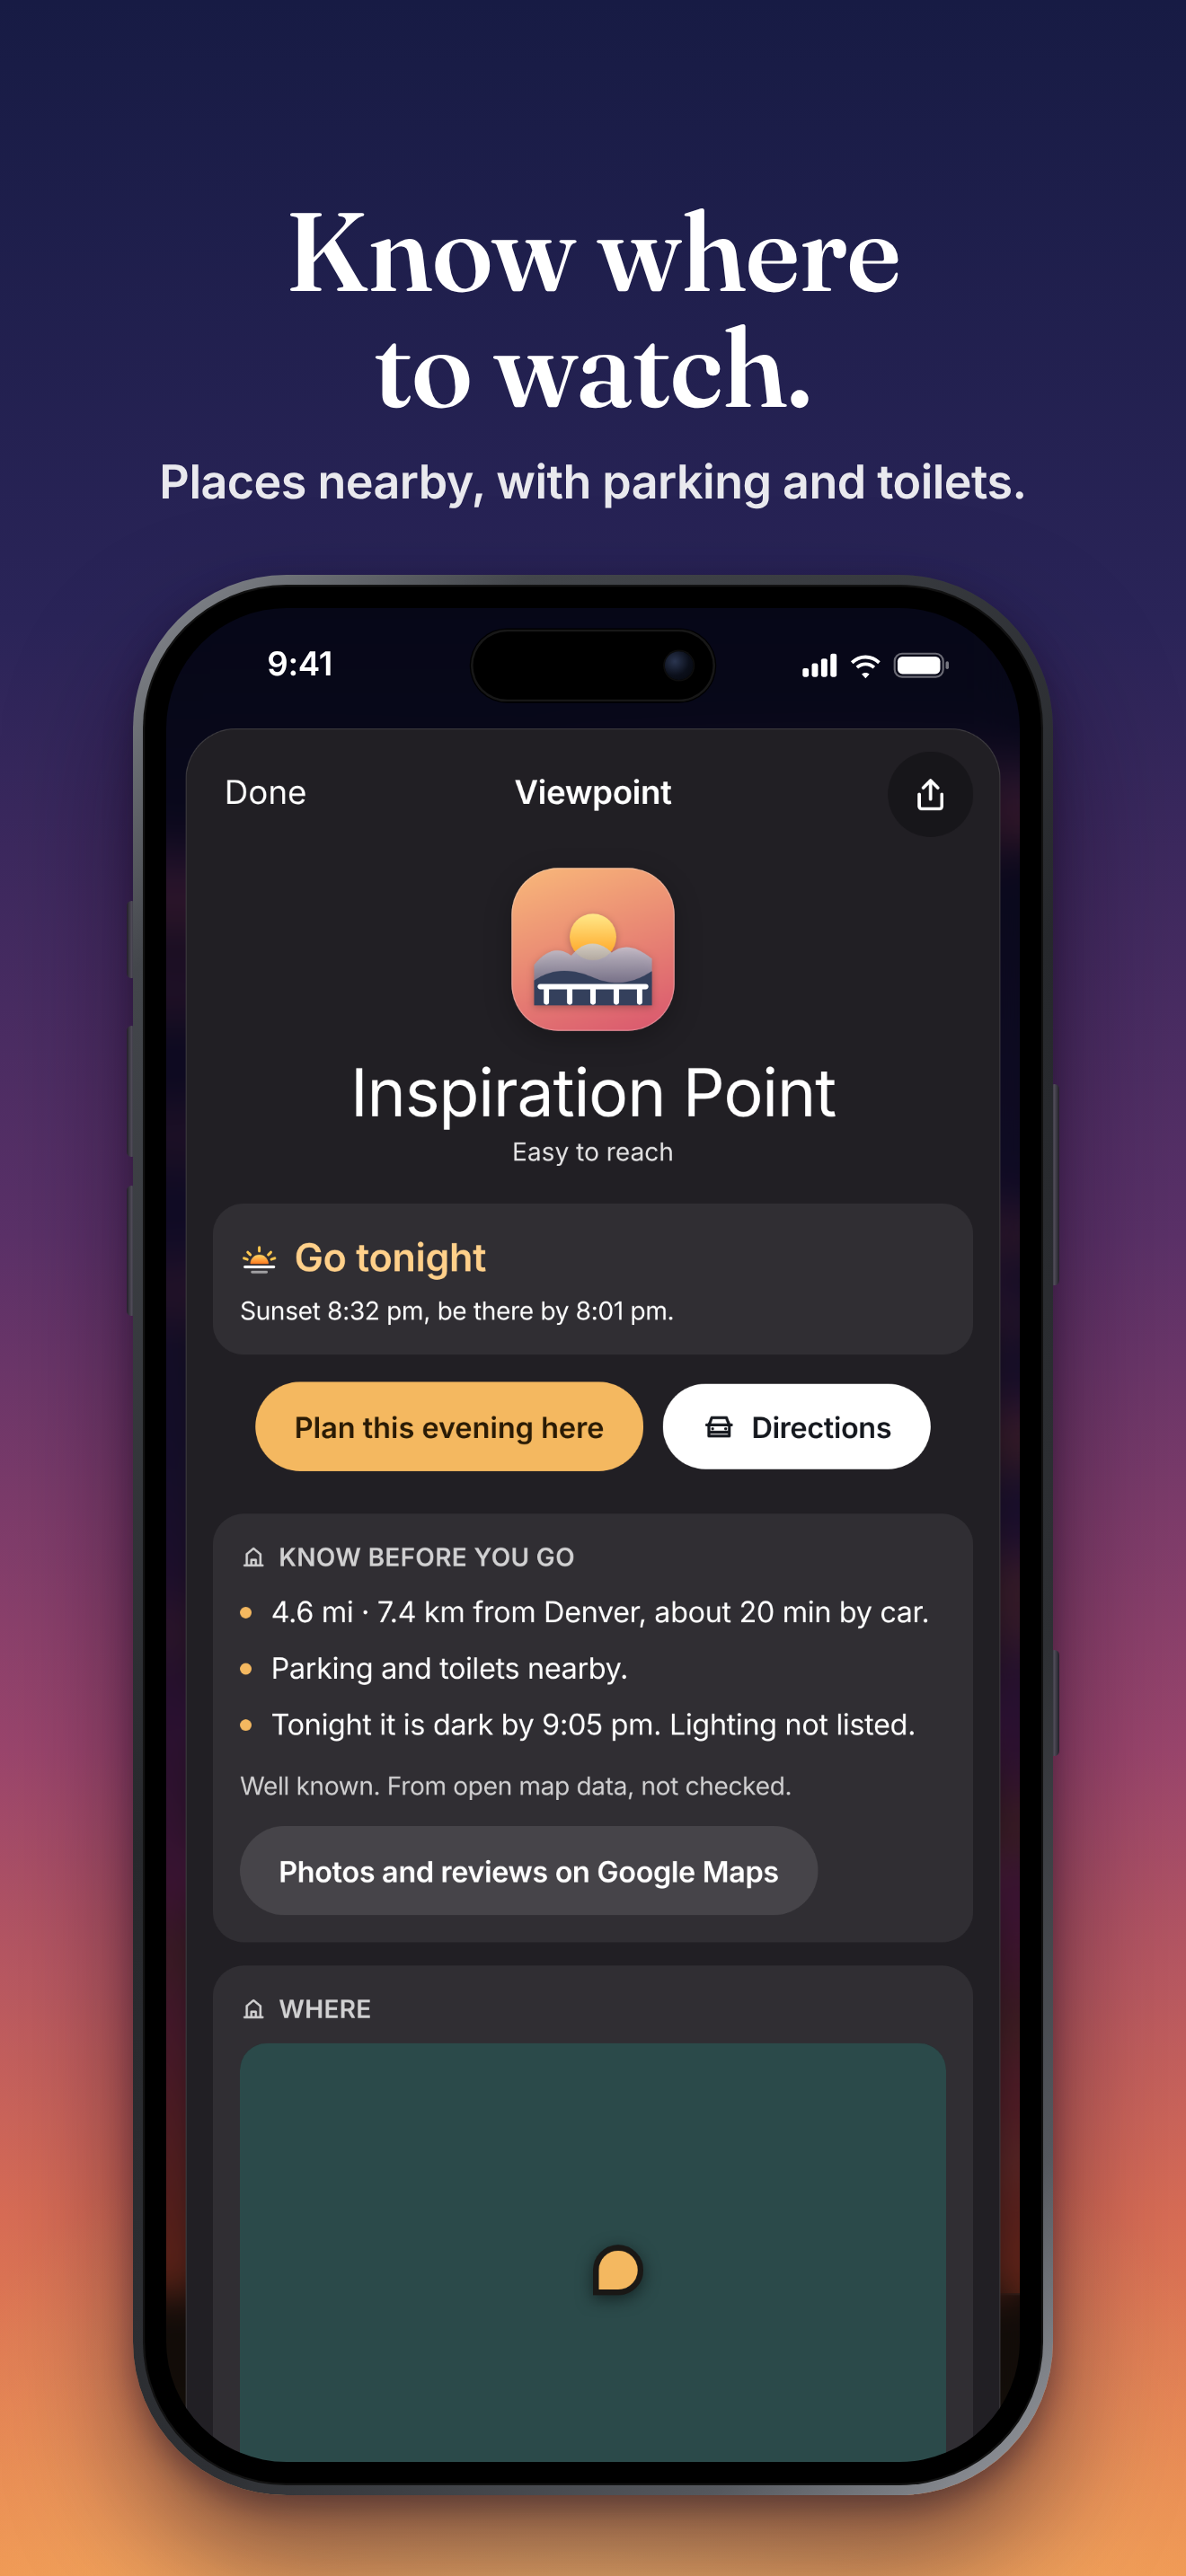 Know where
to watch.
Places nearby, with parking and toilets.
9:41
Done
Viewpoint
Inspiration Point
Easy to reach
Go tonight
Sunset 8:32 pm, be there by 8:01 pm.
Plan this evening here
Directions
KNOW BEFORE YOU GO
4.6 mi · 7.4 km from Denver, about 20 min by car.
Parking and toilets nearby.
Tonight it is dark by 9:05 pm. Lighting not listed.
Well known. From open map data, not checked.
Photos and reviews on Google Maps
WHERE